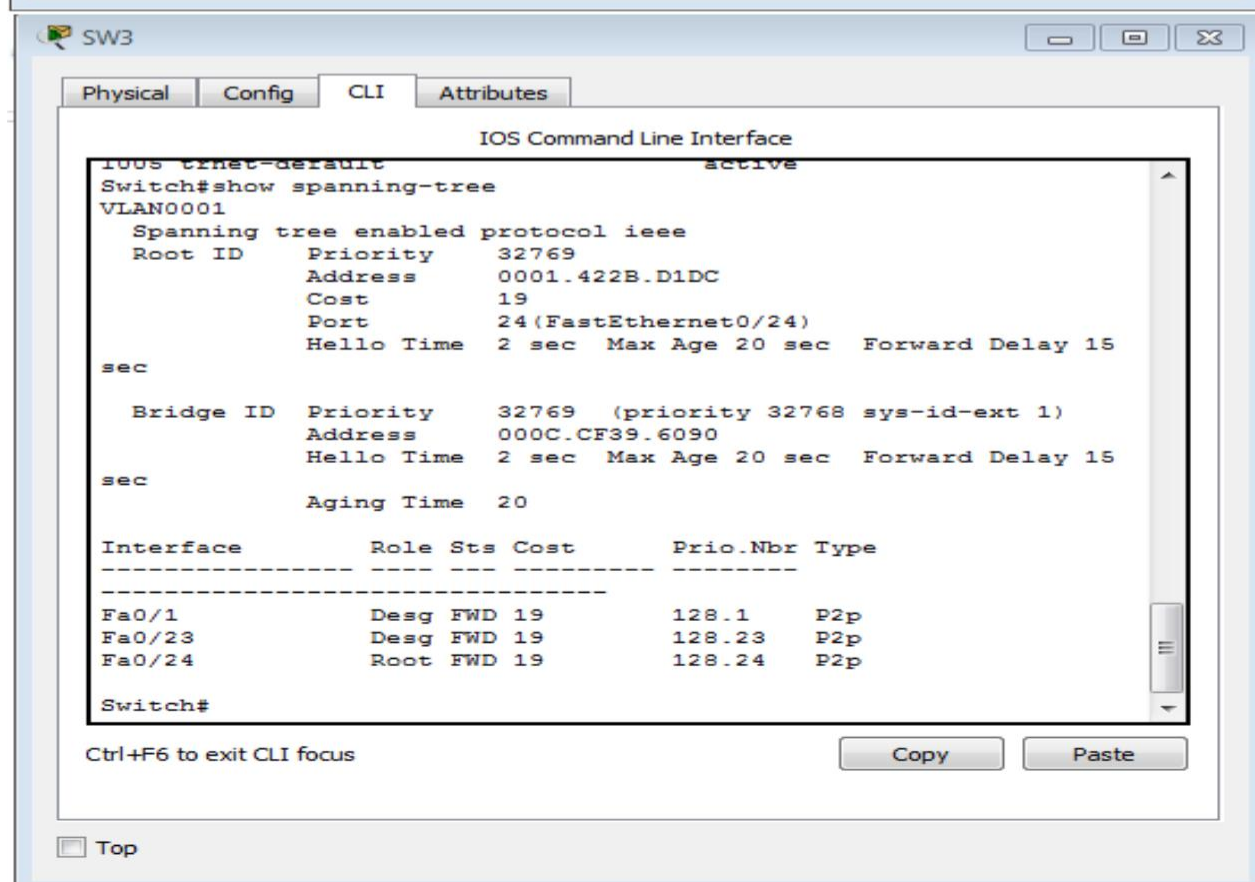 SW3
Physical Config CLI Attributes
IOS Command Line Interface
1005 trnet-default active
Switch#show spanning-tree
VLAN0001
Spanning tree enabled protocol ieee
Root ID Priority 32769
Address 0001.422B.D1DC
Cost 19
Port 24(FastEthernet0/24)
Hello Time 2 sec Max Age 20 sec Forward Delay 15
sec
Bridge ID Priority 32769 (priority 32768 sys-id-ext 1)
Address 000C.CF39.6090
Hello Time 2 sec Max Age 20 sec Forward Delay 15
sec
Aging Time 20
Interface Role Sts Cost Prio.Nbr Type
---------------- ---- --- --------- --------
--------------------------------
Fa0/1 Desg FWD 19 128.1 P2p
Fa0/23 Desg FWD 19 128.23 P2p
Fa0/24 Root FWD 19 128.24 P2p
Switch#
Ctrl+F6 to exit CLI focus Copy Paste
Top